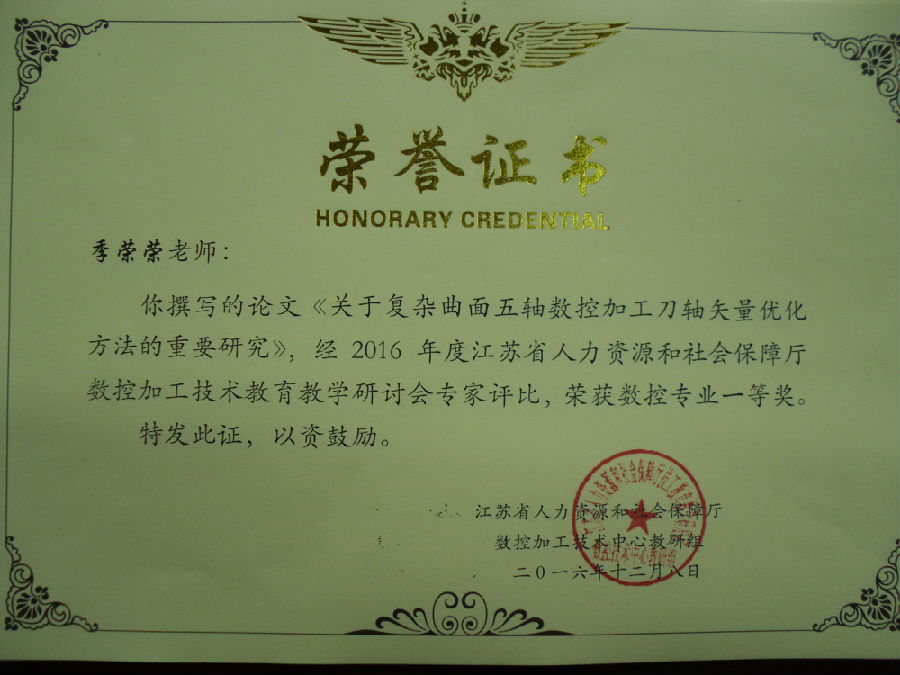 荣誉证书
HONORARY CREDENTIAL
季荣荣老师：
你撰写的论文《关于复杂曲面五轴数控加工刀轴矢量优化
方法的重要研究》，经 2016 年度江苏省人力资源和社会保障厅
数控加工技术教育教学研讨会专家评比，荣获数控专业一等奖。
特发此证，以资鼓励。
江苏省人力资源和社会保障厅
数控加工技术中心教研组
二〇一六年十二月八日